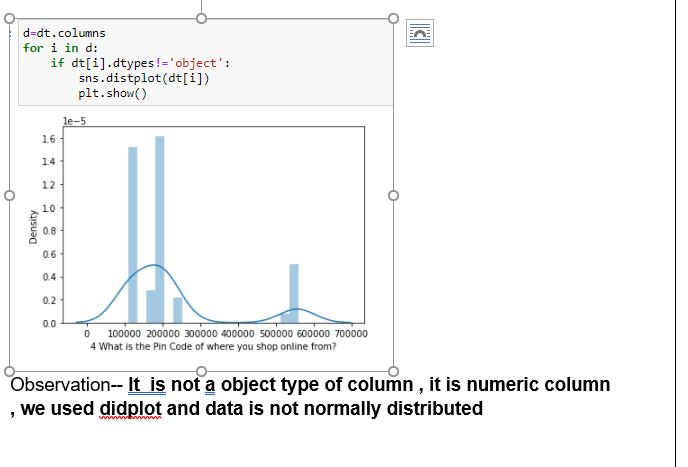 d=dt.columns
for i in d:
    if dt[i].dtypes!='object':
        sns.distplot(dt[i])
        plt.show()
1e-5
1.6
1.4
1.2
1.0
0.8
0.6
0.4
0.2
0.0
Density
0 100000 200000 300000 400000 500000 600000 700000
4 What is the Pin Code of where you shop online from?
Observation-- It is not a object type of column , it is numeric column
, we used didplot and data is not normally distributed